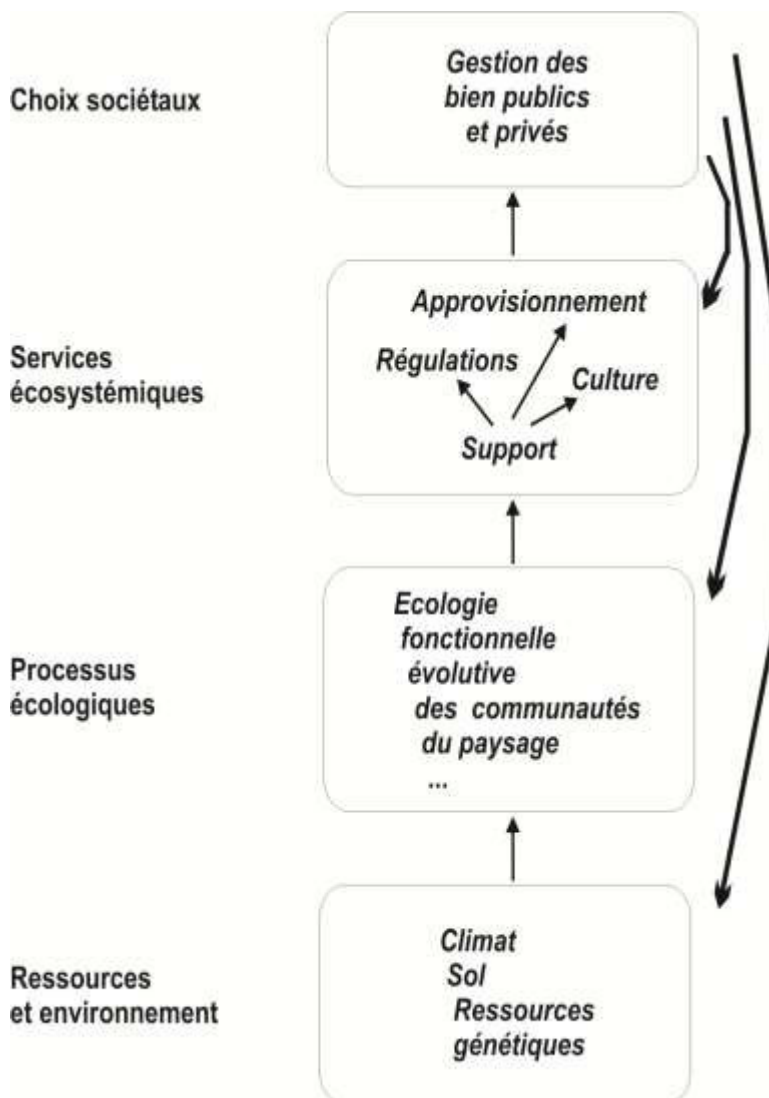 Choix sociétaux
Gestion des
bien publics
et privés
Services
écosystémiques
Approvisionnement
Régulations
Culture
Support
Processus
écologiques
Ecologie
fonctionnelle
évolutive
des communautés
du paysage
...
Ressources
et environnement
Climat
Sol
Ressources
génétiques